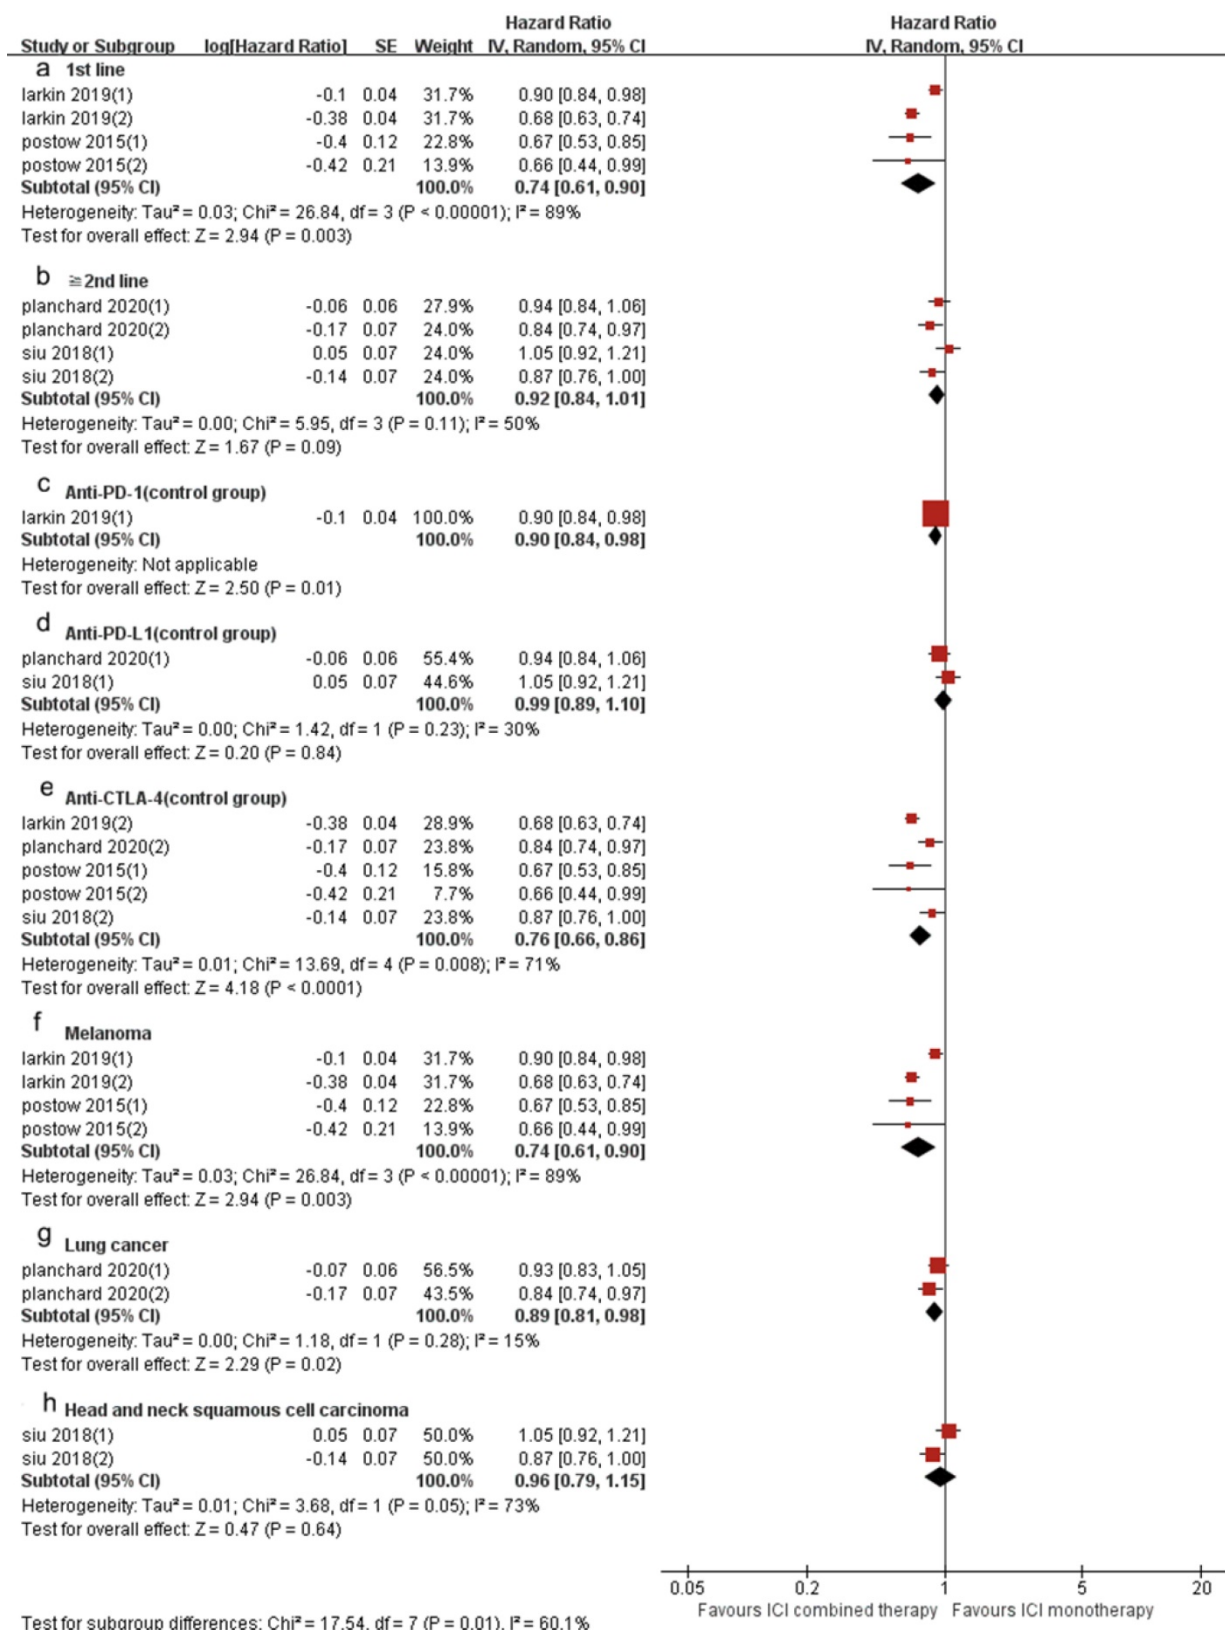 Hazard Ratio Hazard Ratio
Study or Subgroup log[Hazard Ratio] SE Weight IV, Random, 95% CI IV, Random, 95% CI
a 1st line
larkin 2019(1) -0.1 0.04 31.7% 0.90 [0.84, 0.98]
larkin 2019(2) -0.38 0.04 31.7% 0.68 [0.63, 0.74]
postow 2015(1) -0.4 0.12 22.8% 0.67 [0.53, 0.85]
postow 2015(2) -0.42 0.21 13.9% 0.66 [0.44, 0.99]
Subtotal (95% CI) 100.0% 0.74 [0.61, 0.90]
Heterogeneity: Tau² = 0.03; Chi² = 26.84, df = 3 (P < 0.00001); I² = 89%
Test for overall effect: Z = 2.94 (P = 0.003)
b ≧2nd line
planchard 2020(1) -0.06 0.06 27.9% 0.94 [0.84, 1.06]
planchard 2020(2) -0.17 0.07 24.0% 0.84 [0.74, 0.97]
siu 2018(1) 0.05 0.07 24.0% 1.05 [0.92, 1.21]
siu 2018(2) -0.14 0.07 24.0% 0.87 [0.76, 1.00]
Subtotal (95% CI) 100.0% 0.92 [0.84, 1.01]
Heterogeneity: Tau² = 0.00; Chi² = 5.95, df = 3 (P = 0.11); I² = 50%
Test for overall effect: Z = 1.67 (P = 0.09)
c Anti-PD-1(control group)
larkin 2019(1) -0.1 0.04 100.0% 0.90 [0.84, 0.98]
Subtotal (95% CI) 100.0% 0.90 [0.84, 0.98]
Heterogeneity: Not applicable
Test for overall effect: Z = 2.50 (P = 0.01)
d Anti-PD-L1(control group)
planchard 2020(1) -0.06 0.06 55.4% 0.94 [0.84, 1.06]
siu 2018(1) 0.05 0.07 44.6% 1.05 [0.92, 1.21]
Subtotal (95% CI) 100.0% 0.99 [0.89, 1.10]
Heterogeneity: Tau² = 0.00; Chi² = 1.42, df = 1 (P = 0.23); I² = 30%
Test for overall effect: Z = 0.20 (P = 0.84)
e Anti-CTLA-4(control group)
larkin 2019(2) -0.38 0.04 28.9% 0.68 [0.63, 0.74]
planchard 2020(2) -0.17 0.07 23.8% 0.84 [0.74, 0.97]
postow 2015(1) -0.4 0.12 15.8% 0.67 [0.53, 0.85]
postow 2015(2) -0.42 0.21 7.7% 0.66 [0.44, 0.99]
siu 2018(2) -0.14 0.07 23.8% 0.87 [0.76, 1.00]
Subtotal (95% CI) 100.0% 0.76 [0.66, 0.86]
Heterogeneity: Tau² = 0.01; Chi² = 13.69, df = 4 (P = 0.008); I² = 71%
Test for overall effect: Z = 4.18 (P < 0.0001)
f Melanoma
larkin 2019(1) -0.1 0.04 31.7% 0.90 [0.84, 0.98]
larkin 2019(2) -0.38 0.04 31.7% 0.68 [0.63, 0.74]
postow 2015(1) -0.4 0.12 22.8% 0.67 [0.53, 0.85]
postow 2015(2) -0.42 0.21 13.9% 0.66 [0.44, 0.99]
Subtotal (95% CI) 100.0% 0.74 [0.61, 0.90]
Heterogeneity: Tau² = 0.03; Chi² = 26.84, df = 3 (P < 0.00001); I² = 89%
Test for overall effect: Z = 2.94 (P = 0.003)
g Lung cancer
planchard 2020(1) -0.07 0.06 56.5% 0.93 [0.83, 1.05]
planchard 2020(2) -0.17 0.07 43.5% 0.84 [0.74, 0.97]
Subtotal (95% CI) 100.0% 0.89 [0.81, 0.98]
Heterogeneity: Tau² = 0.00; Chi² = 1.18, df = 1 (P = 0.28); I² = 15%
Test for overall effect: Z = 2.29 (P = 0.02)
h Head and neck squamous cell carcinoma
siu 2018(1) 0.05 0.07 50.0% 1.05 [0.92, 1.21]
siu 2018(2) -0.14 0.07 50.0% 0.87 [0.76, 1.00]
Subtotal (95% CI) 100.0% 0.96 [0.79, 1.15]
Heterogeneity: Tau² = 0.01; Chi² = 3.68, df = 1 (P = 0.05); I² = 73%
Test for overall effect: Z = 0.47 (P = 0.64)
0.05 0.2 1 5 20
Favours ICI combined therapy Favours ICI monotherapy
Test for subgroup differences: Chi² = 17.54, df = 7 (P = 0.01), I² = 60.1%